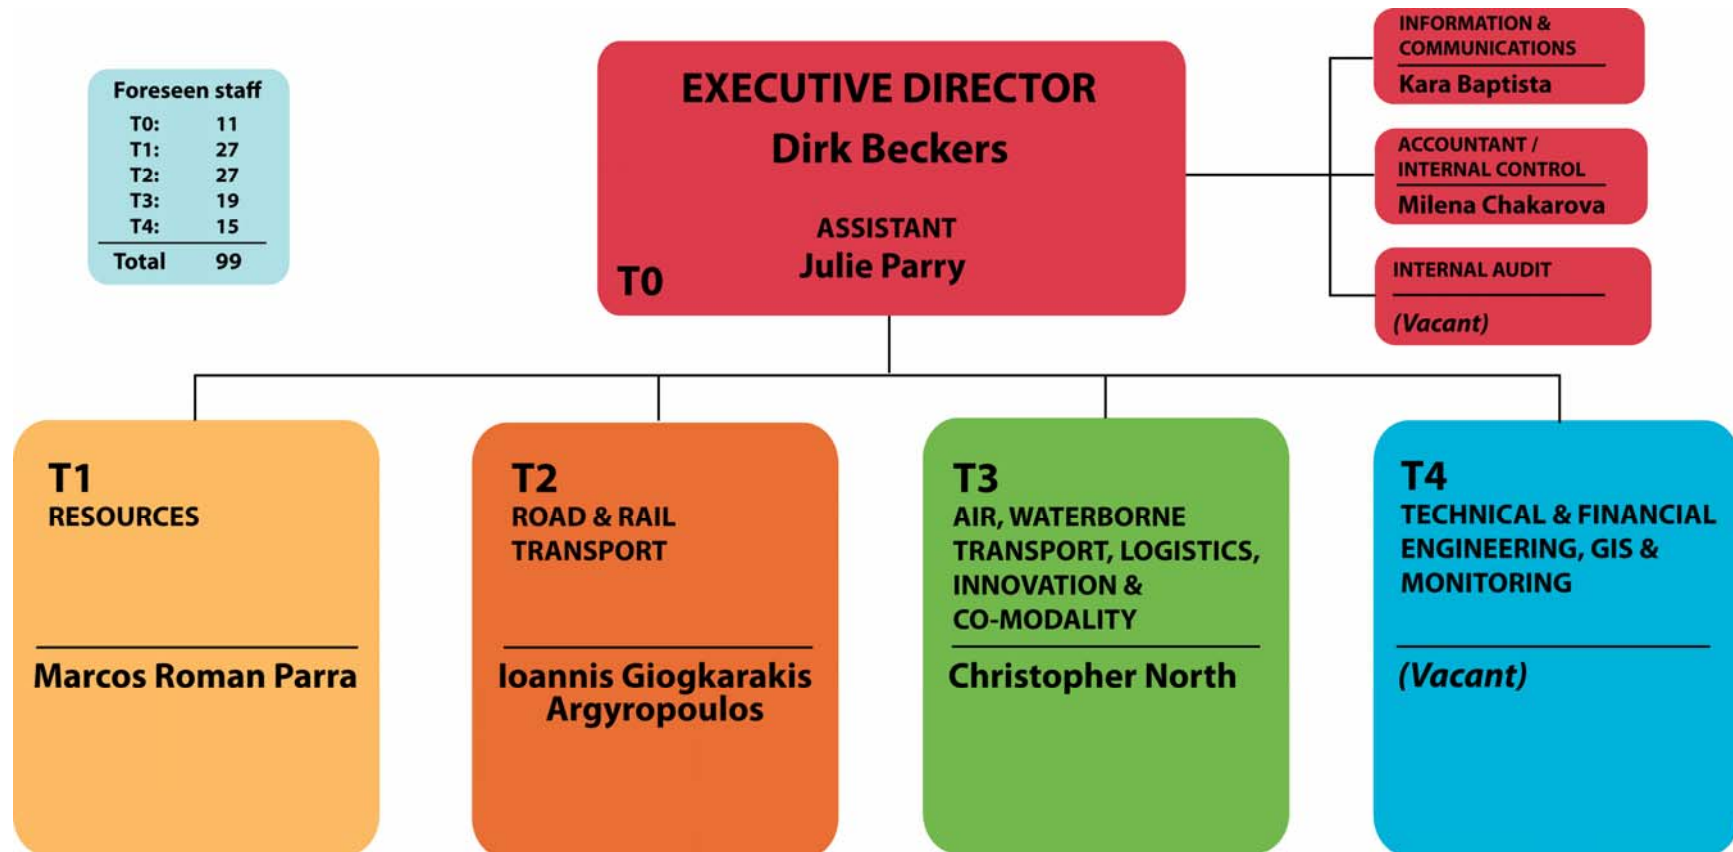 Foreseen staff
T0: 11
T1: 27
T2: 27
T3: 19
T4: 15
Total 99
EXECUTIVE DIRECTOR
Dirk Beckers
ASSISTANT
Julie Parry
T0
INFORMATION &
COMMUNICATIONS
Kara Baptista
ACCOUNTANT /
INTERNAL CONTROL
Milena Chakarova
INTERNAL AUDIT
(Vacant)
T1
RESOURCES
Marcos Roman Parra
T2
ROAD & RAIL
TRANSPORT
Ioannis Giogkarakis
Argyropoulos
T3
AIR, WATERBORNE
TRANSPORT, LOGISTICS,
INNOVATION &
CO-MODALITY
Christopher North
T4
TECHNICAL & FINANCIAL
ENGINEERING, GIS &
MONITORING
(Vacant)